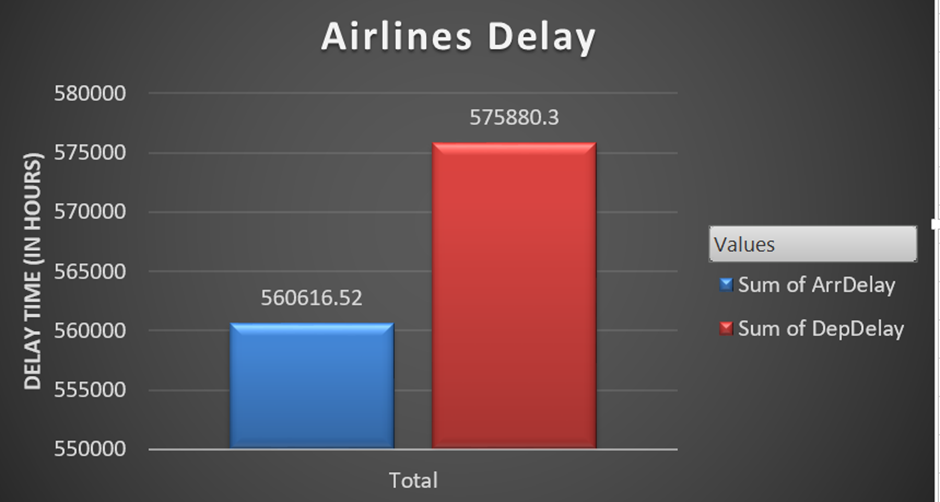 Airlines Delay
DELAY TIME (IN HOURS)
580000
575000
570000
565000
560000
555000
550000
560616.52
575880.3
Total
Values
Sum of ArrDelay
Sum of DepDelay